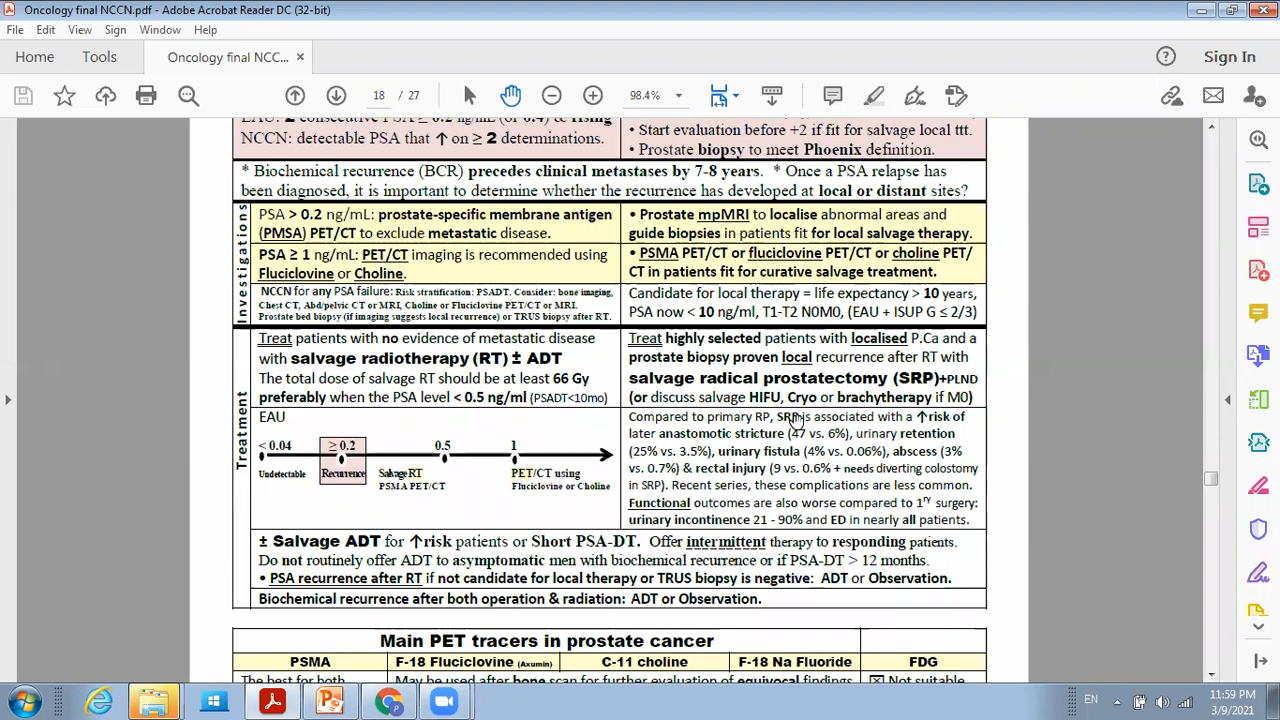 Oncology final NCCN.pdf - Adobe Acrobat Reader DC (32-bit)
File Edit View Sign Window Help
Home Tools Oncology final NCC... × Sign In
18 / 27 98.4%
NCCN: detectable PSA that ↑ on ≥ 2 determinations.
• Start evaluation before +2 if fit for salvage local ttt.
• Prostate biopsy to meet Phoenix definition.
* Biochemical recurrence (BCR) precedes clinical metastases by 7-8 years. * Once a PSA relapse has
been diagnosed, it is important to determine whether the recurrence has developed at local or distant sites?
Investigations
PSA > 0.2 ng/mL: prostate-specific membrane antigen
(PMSA) PET/CT to exclude metastatic disease.
• Prostate mpMRI to localise abnormal areas and
guide biopsies in patients fit for local salvage therapy.
PSA ≥ 1 ng/mL: PET/CT imaging is recommended using
Fluciclovine or Choline.
• PSMA PET/CT or fluciclovine PET/CT or choline PET/
CT in patients fit for curative salvage treatment.
NCCN for any PSA failure: Risk stratification: PSADT. Consider: bone imaging,
Chest CT, Abd/pelvic CT or MRI, Choline or Fluciclovine PET/CT or MRI.
Prostate bed biopsy (if imaging suggests local recurrence) or TRUS biopsy after RT.
Candidate for local therapy = life expectancy > 10 years,
PSA now < 10 ng/ml, T1-T2 N0M0, (EAU + ISUP G ≤ 2/3)
Treatment
Treat patients with no evidence of metastatic disease
with salvage radiotherapy (RT) ± ADT
The total dose of salvage RT should be at least 66 Gy
preferably when the PSA level < 0.5 ng/ml (PSADT<10mo)
Treat highly selected patients with localised P.Ca and a
prostate biopsy proven local recurrence after RT with
salvage radical prostatectomy (SRP)+PLND
(or discuss salvage HIFU, Cryo or brachytherapy if M0)
EAU
< 0.04 ≥ 0.2 0.5 1
Undetectable Recurrence SalvageRT PET/CT using
PSMA PET/CT Fluciclovine or Choline
Compared to primary RP, SRP is associated with a ↑risk of
later anastomotic stricture (47 vs. 6%), urinary retention
(25% vs. 3.5%), urinary fistula (4% vs. 0.06%), abscess (3%
vs. 0.7%) & rectal injury (9 vs. 0.6% + needs diverting colostomy
in SRP). Recent series, these complications are less common.
Functional outcomes are also worse compared to 1ry surgery:
urinary incontinence 21 - 90% and ED in nearly all patients.
± Salvage ADT for ↑risk patients or Short PSA-DT. Offer intermittent therapy to responding patients.
Do not routinely offer ADT to asymptomatic men with biochemical recurrence or if PSA-DT > 12 months.
• PSA recurrence after RT if not candidate for local therapy or TRUS biopsy is negative: ADT or Observation.
Biochemical recurrence after both operation & radiation: ADT or Observation.
Main PET tracers in prostate cancer
PSMA F-18 Fluciclovine (Axumin) C-11 choline F-18 Na Fluoride FDG
The best for both May be used after bone scan for further evaluation of equivocal findings Not suitable
EN 11:59 PM
3/9/2021